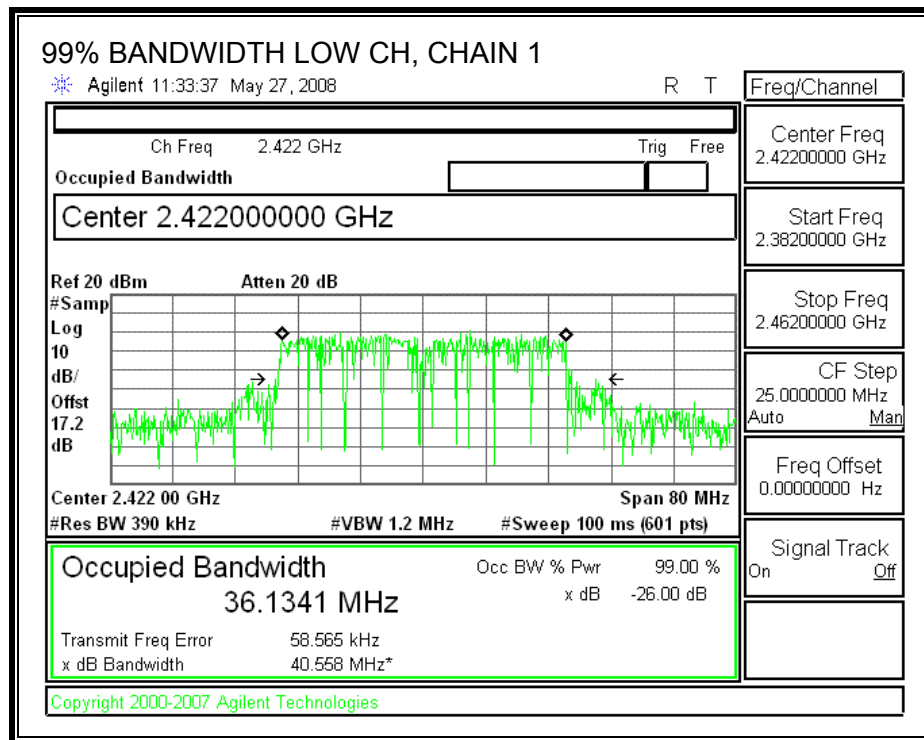 99% BANDWIDTH LOW CH, CHAIN 1
Agilent 11:33:37 May 27, 2008 R T
Freq/Channel
Ch Freq 2.422 GHz Trig Free
Occupied Bandwidth
Center 2.422000000 GHz
Ref 20 dBm Atten 20 dB
#Samp
Log
10
dB/
Offst
17.2
dB
Center 2.422 00 GHz Span 80 MHz
#Res BW 390 kHz #VBW 1.2 MHz #Sweep 100 ms (601 pts)
Occupied Bandwidth Occ BW % Pwr 99.00 %
36.1341 MHz x dB -26.00 dB
Transmit Freq Error 58.565 kHz
x dB Bandwidth 40.558 MHz*
Center Freq
2.42200000 GHz
Start Freq
2.38200000 GHz
Stop Freq
2.46200000 GHz
CF Step
25.0000000 MHz
Auto Man
Freq Offset
0.00000000 Hz
Signal Track
On Off
Copyright 2000-2007 Agilent Technologies